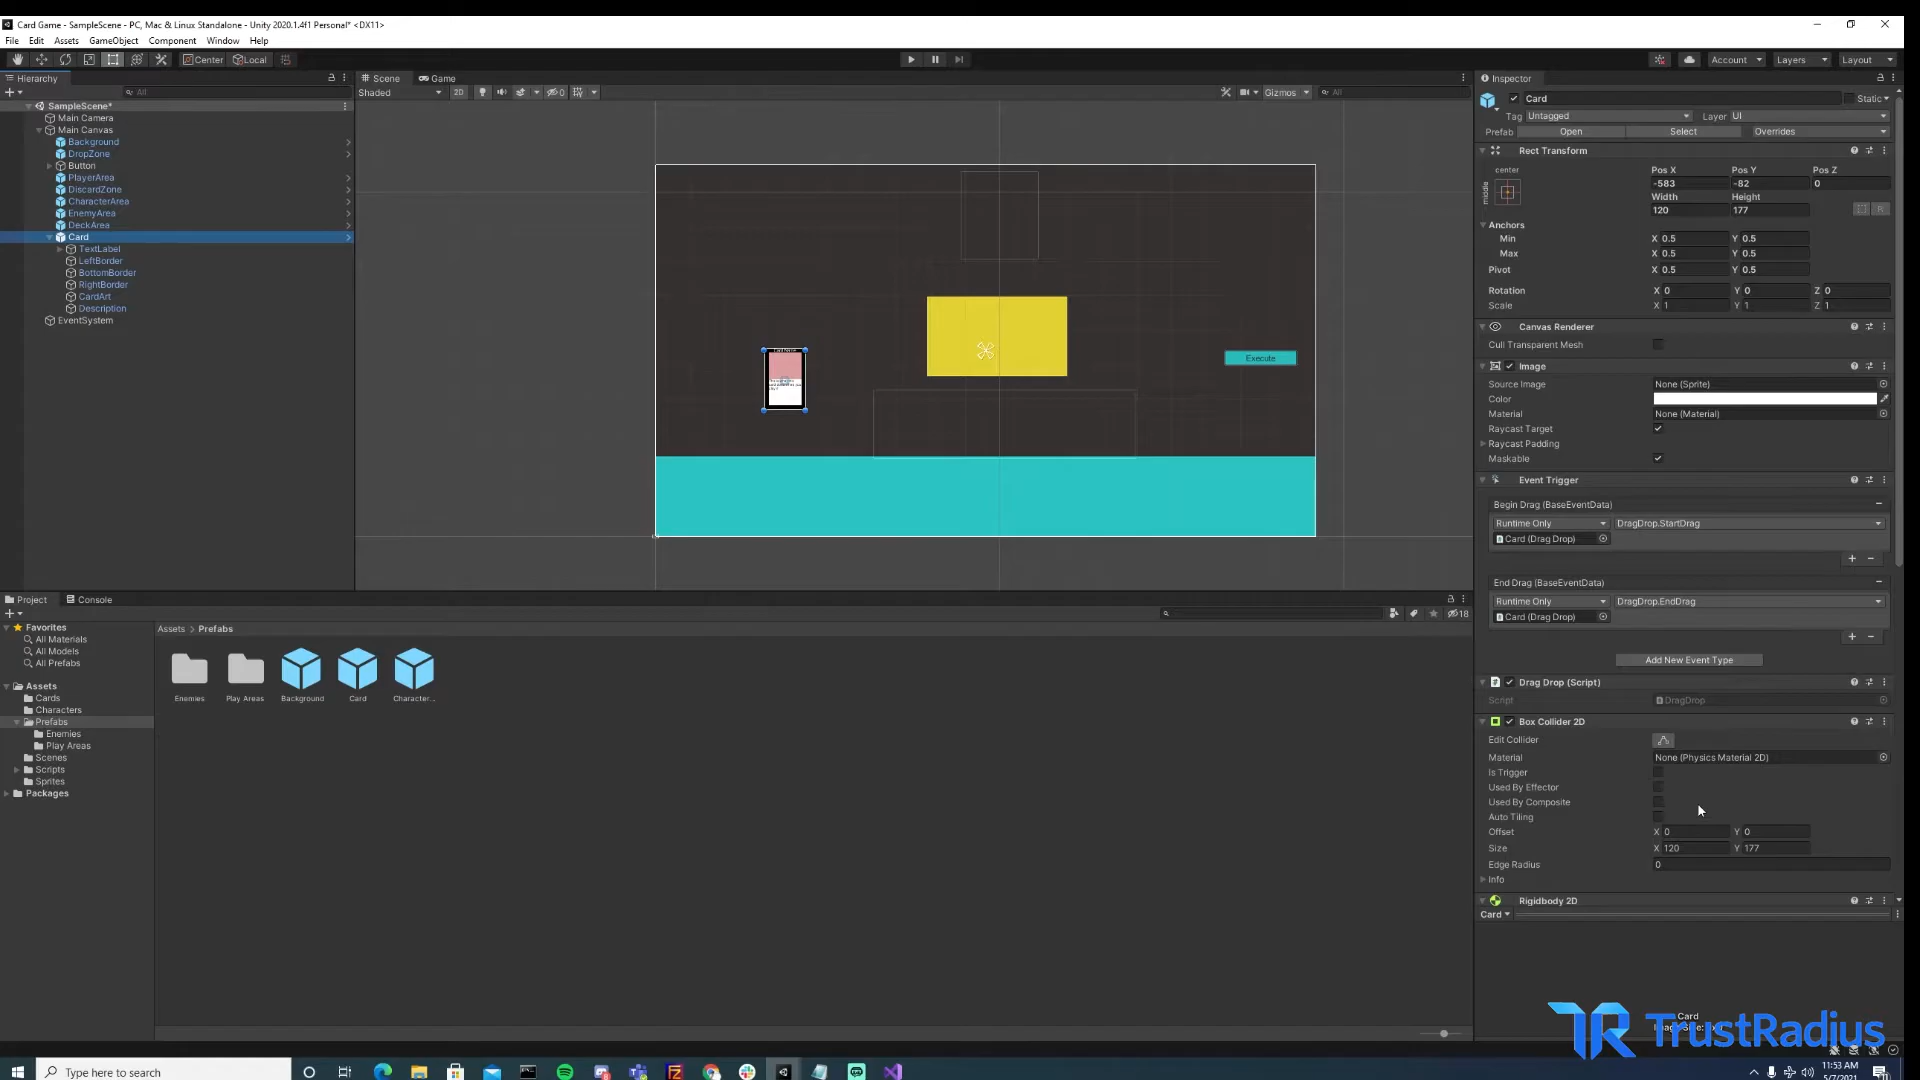 Card Game - SampleScene - PC, Mac & Linux Standalone - Unity 2020.1.4f1 Personal* <DX11>
File Edit Assets GameObject Component Window Help
Center Local
Account Layers Layout
Hierarchy
All
SampleScene*
Main Camera
Main Canvas
Background
DropZone
Button
PlayerArea
DiscardZone
CharacterArea
EnemyArea
DeckArea
Card
TextLabel
LeftBorder
BottomBorder
RightBorder
CardArt
Description
EventSystem
Scene Game
Shaded 2D 0 Gizmos All
Execute
Project Console
18
Favorites
All Materials
All Models
All Prefabs
Assets
Cards
Characters
Prefabs
Enemies
Play Areas
Scenes
Scripts
Sprites
Packages
Assets > Prefabs
Enemies Play Areas Background Card Character...
Inspector
Card Static
Tag Untagged Layer UI
Prefab Open Select Overrides
Rect Transform
center
middle
Pos X Pos Y Pos Z
-583 -82 0
Width Height
120 177
R
Anchors
Min X 0.5 Y 0.5
Max X 0.5 Y 0.5
Pivot X 0.5 Y 0.5
Rotation X 0 Y 0 Z 0
Scale X 1 Y 1 Z 1
Canvas Renderer
Cull Transparent Mesh
Image
Source Image None (Sprite)
Color
Material None (Material)
Raycast Target
Raycast Padding
Maskable
Event Trigger
Begin Drag (BaseEventData)
Runtime Only DragDrop.StartDrag
Card (Drag Drop)
End Drag (BaseEventData)
Runtime Only DragDrop.EndDrag
Card (Drag Drop)
Add New Event Type
Drag Drop (Script)
Script DragDrop
Box Collider 2D
Edit Collider
Material None (Physics Material 2D)
Is Trigger
Used By Effector
Used By Composite
Auto Tiling
Offset X 0 Y 0
Size X 120 Y 177
Edge Radius 0
Info
Rigidbody 2D
Card
Card
TrustRadius
Type here to search
11:53 AM
5/7/2021